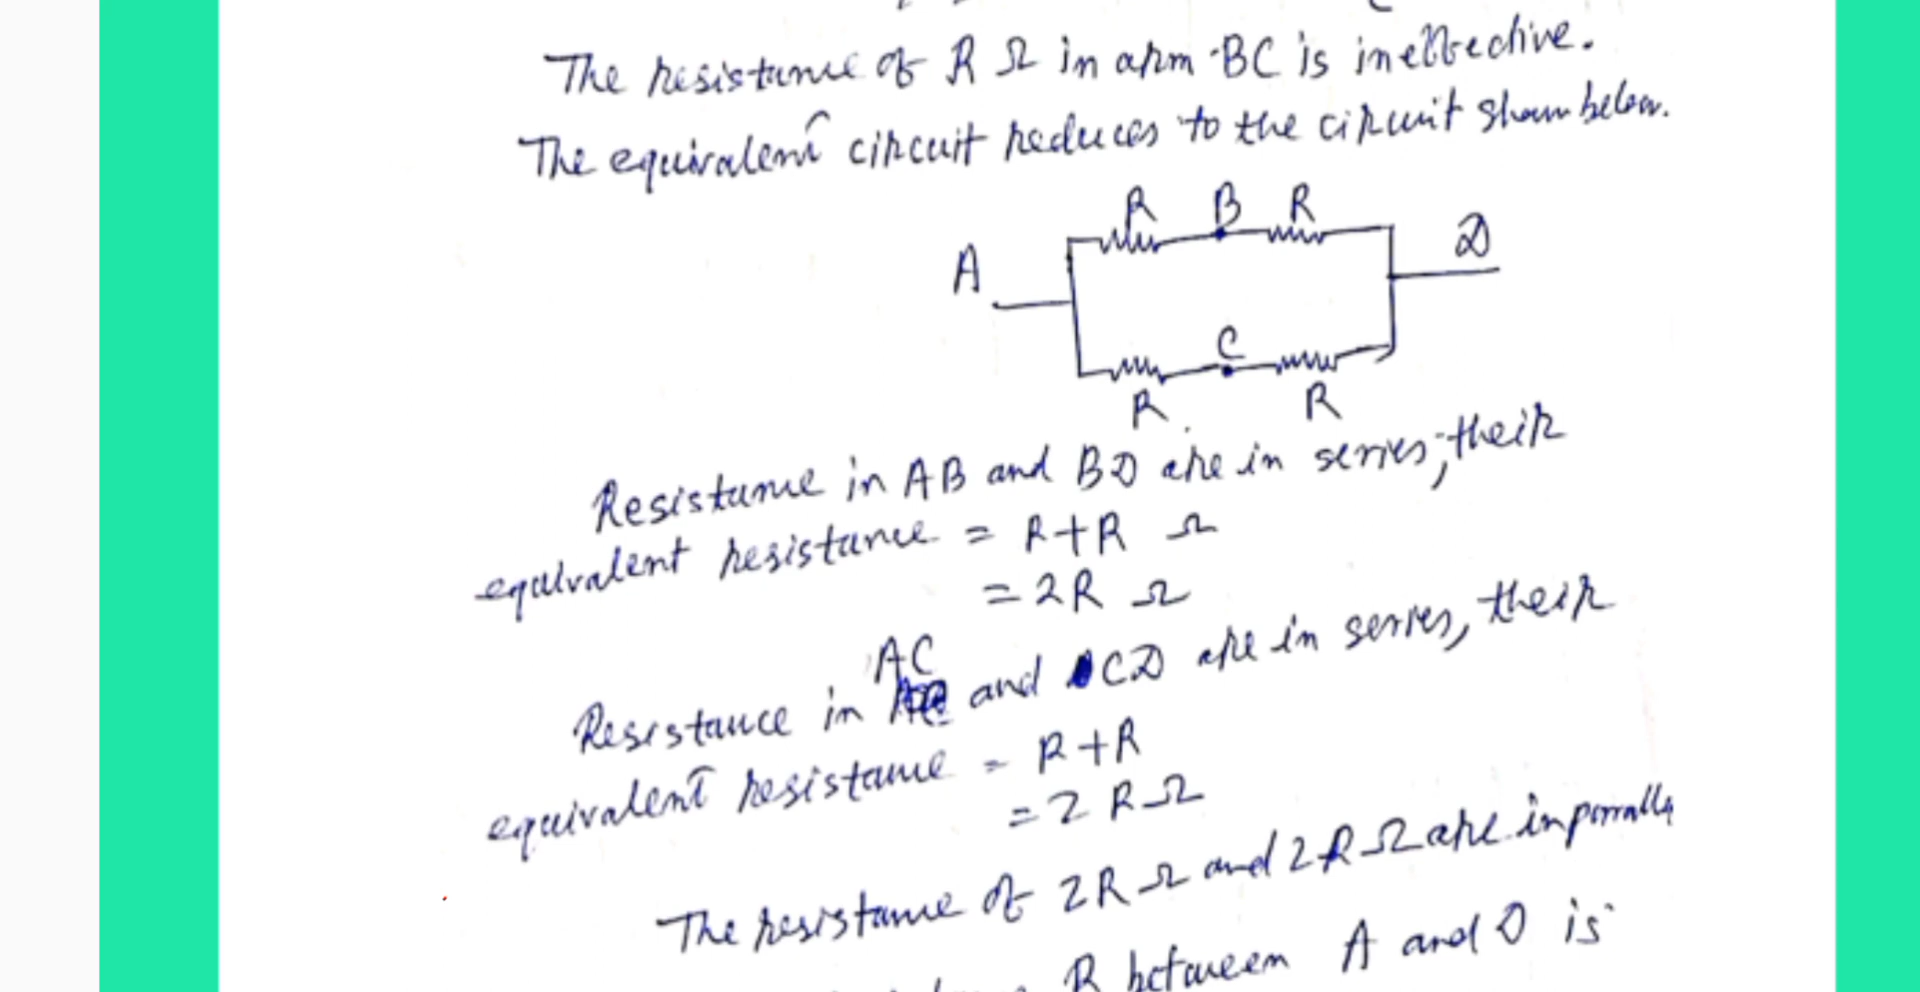 The resistance of R Ω in arm BC is ineffective.
The equivalent circuit reduces to the circuit shown below.
R B R
A D
C
R R
Resistance in AB and BD are in series, their
equivalent resistance = R+R Ω
= 2R Ω
AC
Resistance in and CD are in series, their
equivalent resistance = R+R
= 2 R Ω
The resistance of 2R Ω and 2R Ω are in parallel
R between A and D is